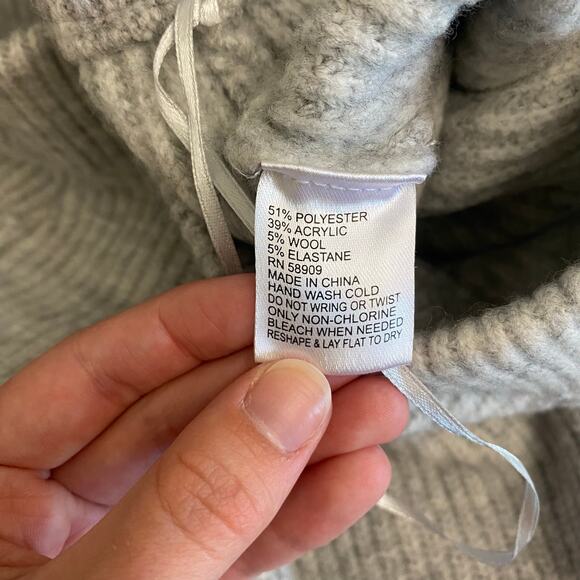 51% POLYESTER
39% ACRYLIC
5% WOOL
5% ELASTANE
RN 58909
MADE IN CHINA
HAND WASH COLD
DO NOT WRING OR TWIST
ONLY NON-CHLORINE
BLEACH WHEN NEEDED
RESHAPE & LAY FLAT TO DRY